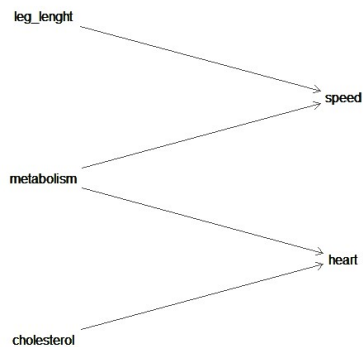 leg_lenght
speed
metabolism
heart
cholesterol